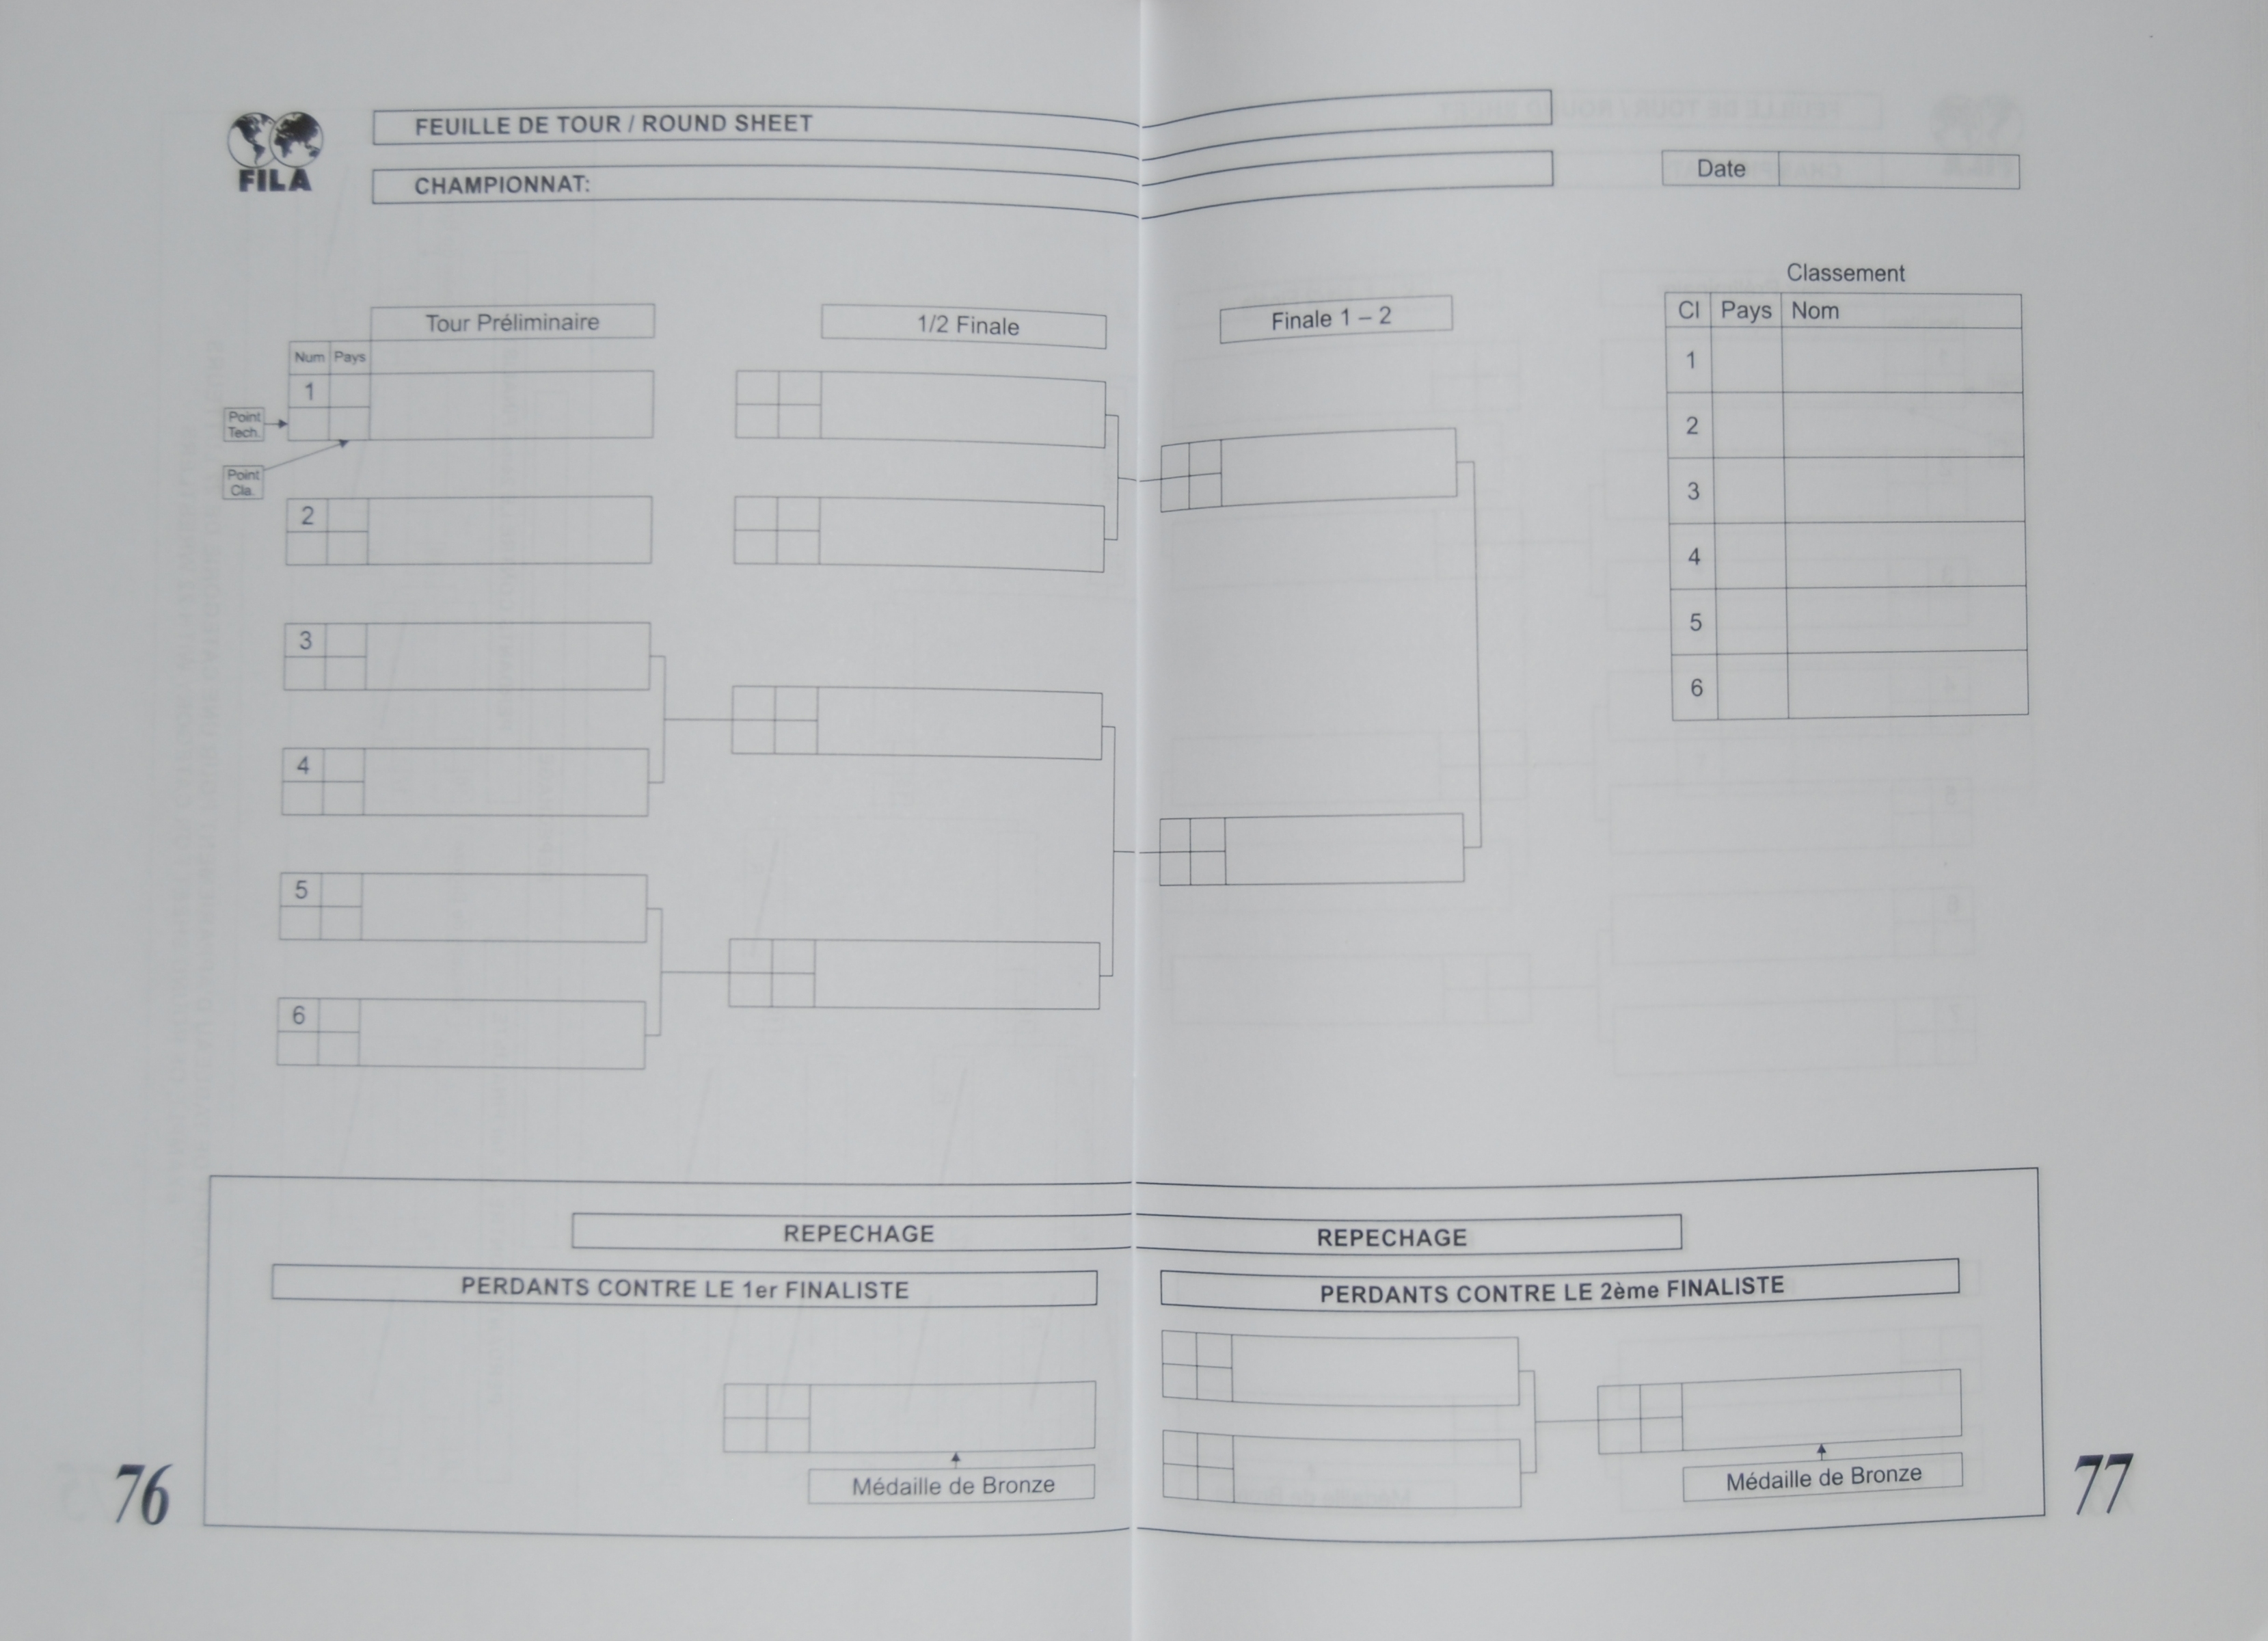 FILA
FEUILLE DE TOUR / ROUND SHEET
CHAMPIONNAT:
Date
Tour Préliminaire
1/2 Finale
Finale 1 – 2
Classement
Cl Pays Nom
1
2
3
4
5
6
Num Pays
1
Point Tech.
Point Cla.
2
3
4
5
6
REPECHAGE
PERDANTS CONTRE LE 1er FINALISTE
Médaille de Bronze
REPECHAGE
PERDANTS CONTRE LE 2ème FINALISTE
Médaille de Bronze
76
77